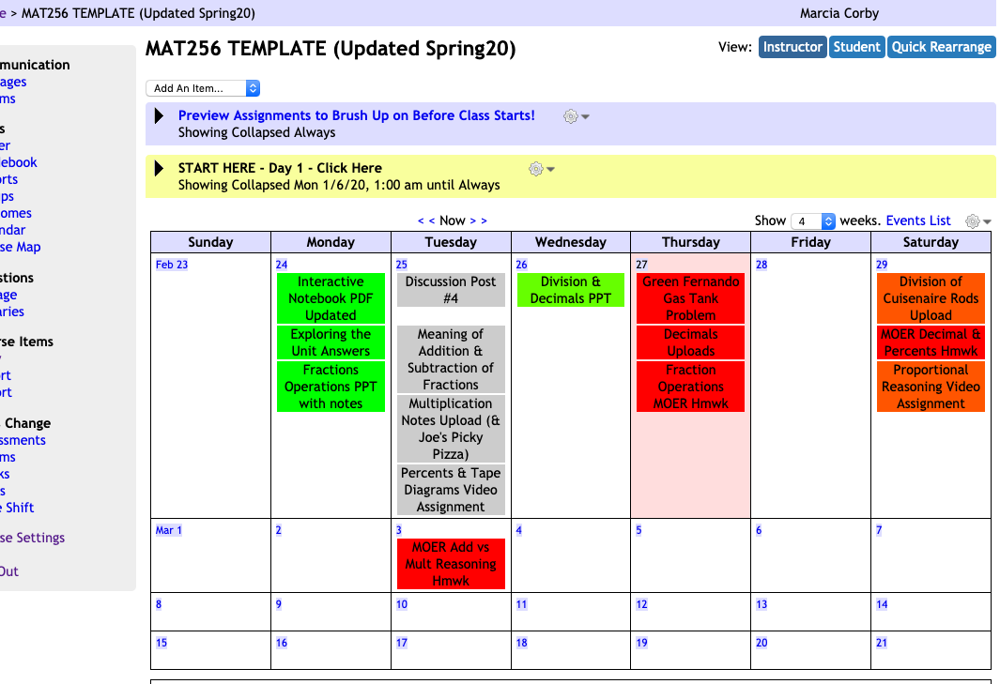 e > MAT256 TEMPLATE (Updated Spring20)
Marcia Corby
munication
ages
ms
s
er
ebook
rts
ps
omes
ndar
se Map
stions
age
aries
rse Items
rt
ort
Change
ssments
ms
ks
s
e Shift
se Settings
Out
MAT256 TEMPLATE (Updated Spring20)
View: Instructor Student Quick Rearrange
Add An Item...
Preview Assignments to Brush Up on Before Class Starts!
Showing Collapsed Always
START HERE - Day 1 - Click Here
Showing Collapsed Mon 1/6/20, 1:00 am until Always
< < Now > >
Show 4 weeks. Events List
Sunday Monday Tuesday Wednesday Thursday Friday Saturday
Feb 23
24
Interactive
Notebook PDF
Updated
Exploring the
Unit Answers
Fractions
Operations PPT
with notes
25
Discussion Post
#4
Meaning of
Addition &
Subtraction of
Fractions
Multiplication
Notes Upload (&
Joe's Picky
Pizza)
Percents & Tape
Diagrams Video
Assignment
26
Division &
Decimals PPT
27
Green Fernando
Gas Tank
Problem
Decimals
Uploads
Fraction
Operations
MOER Hmwk
28
29
Division of
Cuisenaire Rods
Upload
MOER Decimal &
Percents Hmwk
Proportional
Reasoning Video
Assignment
Mar 1
2
3
MOER Add vs
Mult Reasoning
Hmwk
4
5
6
7
8 9 10 11 12 13 14
15 16 17 18 19 20 21